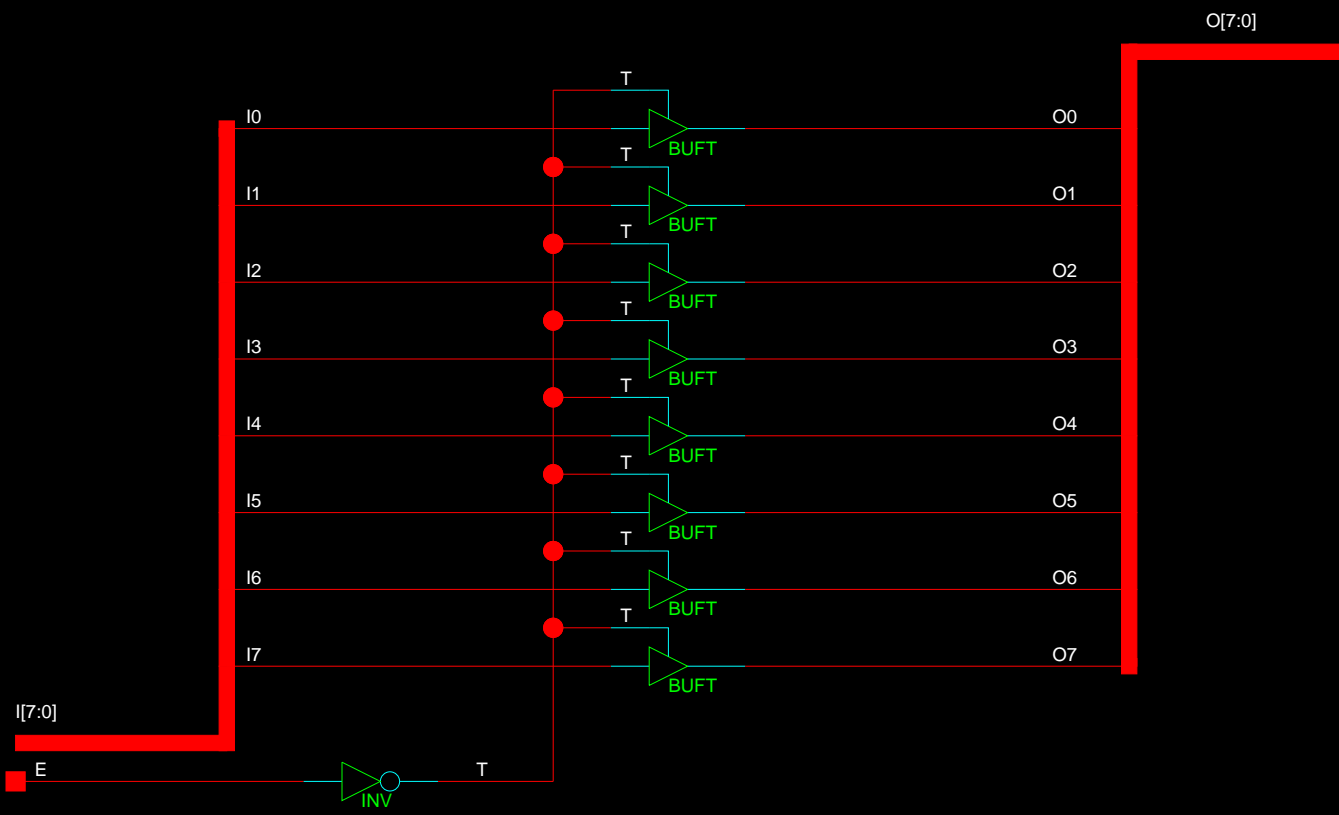 O[7:0]
T
I0 O0
BUFT
T
I1 O1
BUFT
T
I2 O2
BUFT
T
I3 O3
BUFT
T
I4 O4
BUFT
T
I5 O5
BUFT
T
I6 O6
BUFT
T
I7 O7
BUFT
I[7:0]
E T
INV